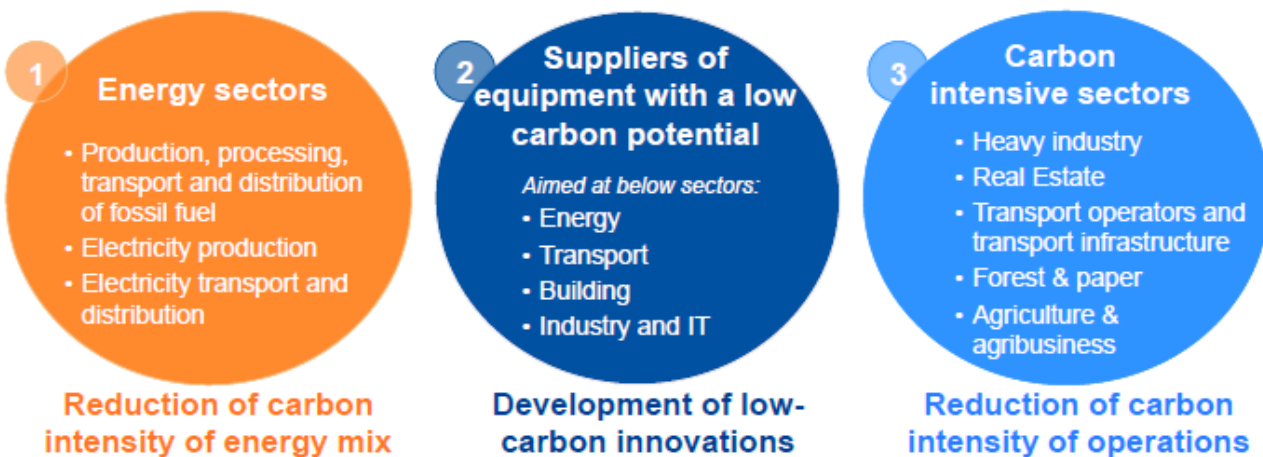 1
Energy sectors
• Production, processing,
transport and distribution
of fossil fuel
• Electricity production
• Electricity transport and
distribution
Reduction of carbon
intensity of energy mix
2
Suppliers of
equipment with a low
carbon potential
Aimed at below sectors:
• Energy
• Transport
• Building
• Industry and IT
Development of low-
carbon innovations
3
Carbon
intensive sectors
• Heavy industry
• Real Estate
• Transport operators and
transport infrastructure
• Forest & paper
• Agriculture &
agribusiness
Reduction of carbon
intensity of operations